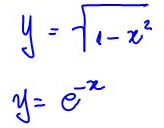 y = √(1-x²)
y = e⁻ˣ